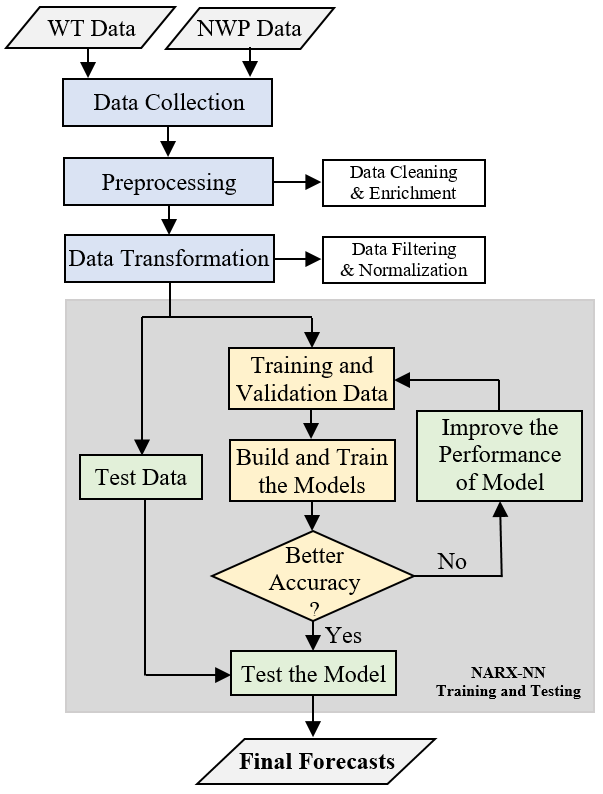 WT Data
NWP Data
Data Collection
Preprocessing
Data Cleaning
& Enrichment
Data Transformation
Data Filtering
& Normalization
Training and
Validation Data
Improve the
Performance
of Model
Build and Train
the Models
Test Data
Better
Accuracy
?
No
Yes
Test the Model
NARX-NN
Training and Testing
Final Forecasts